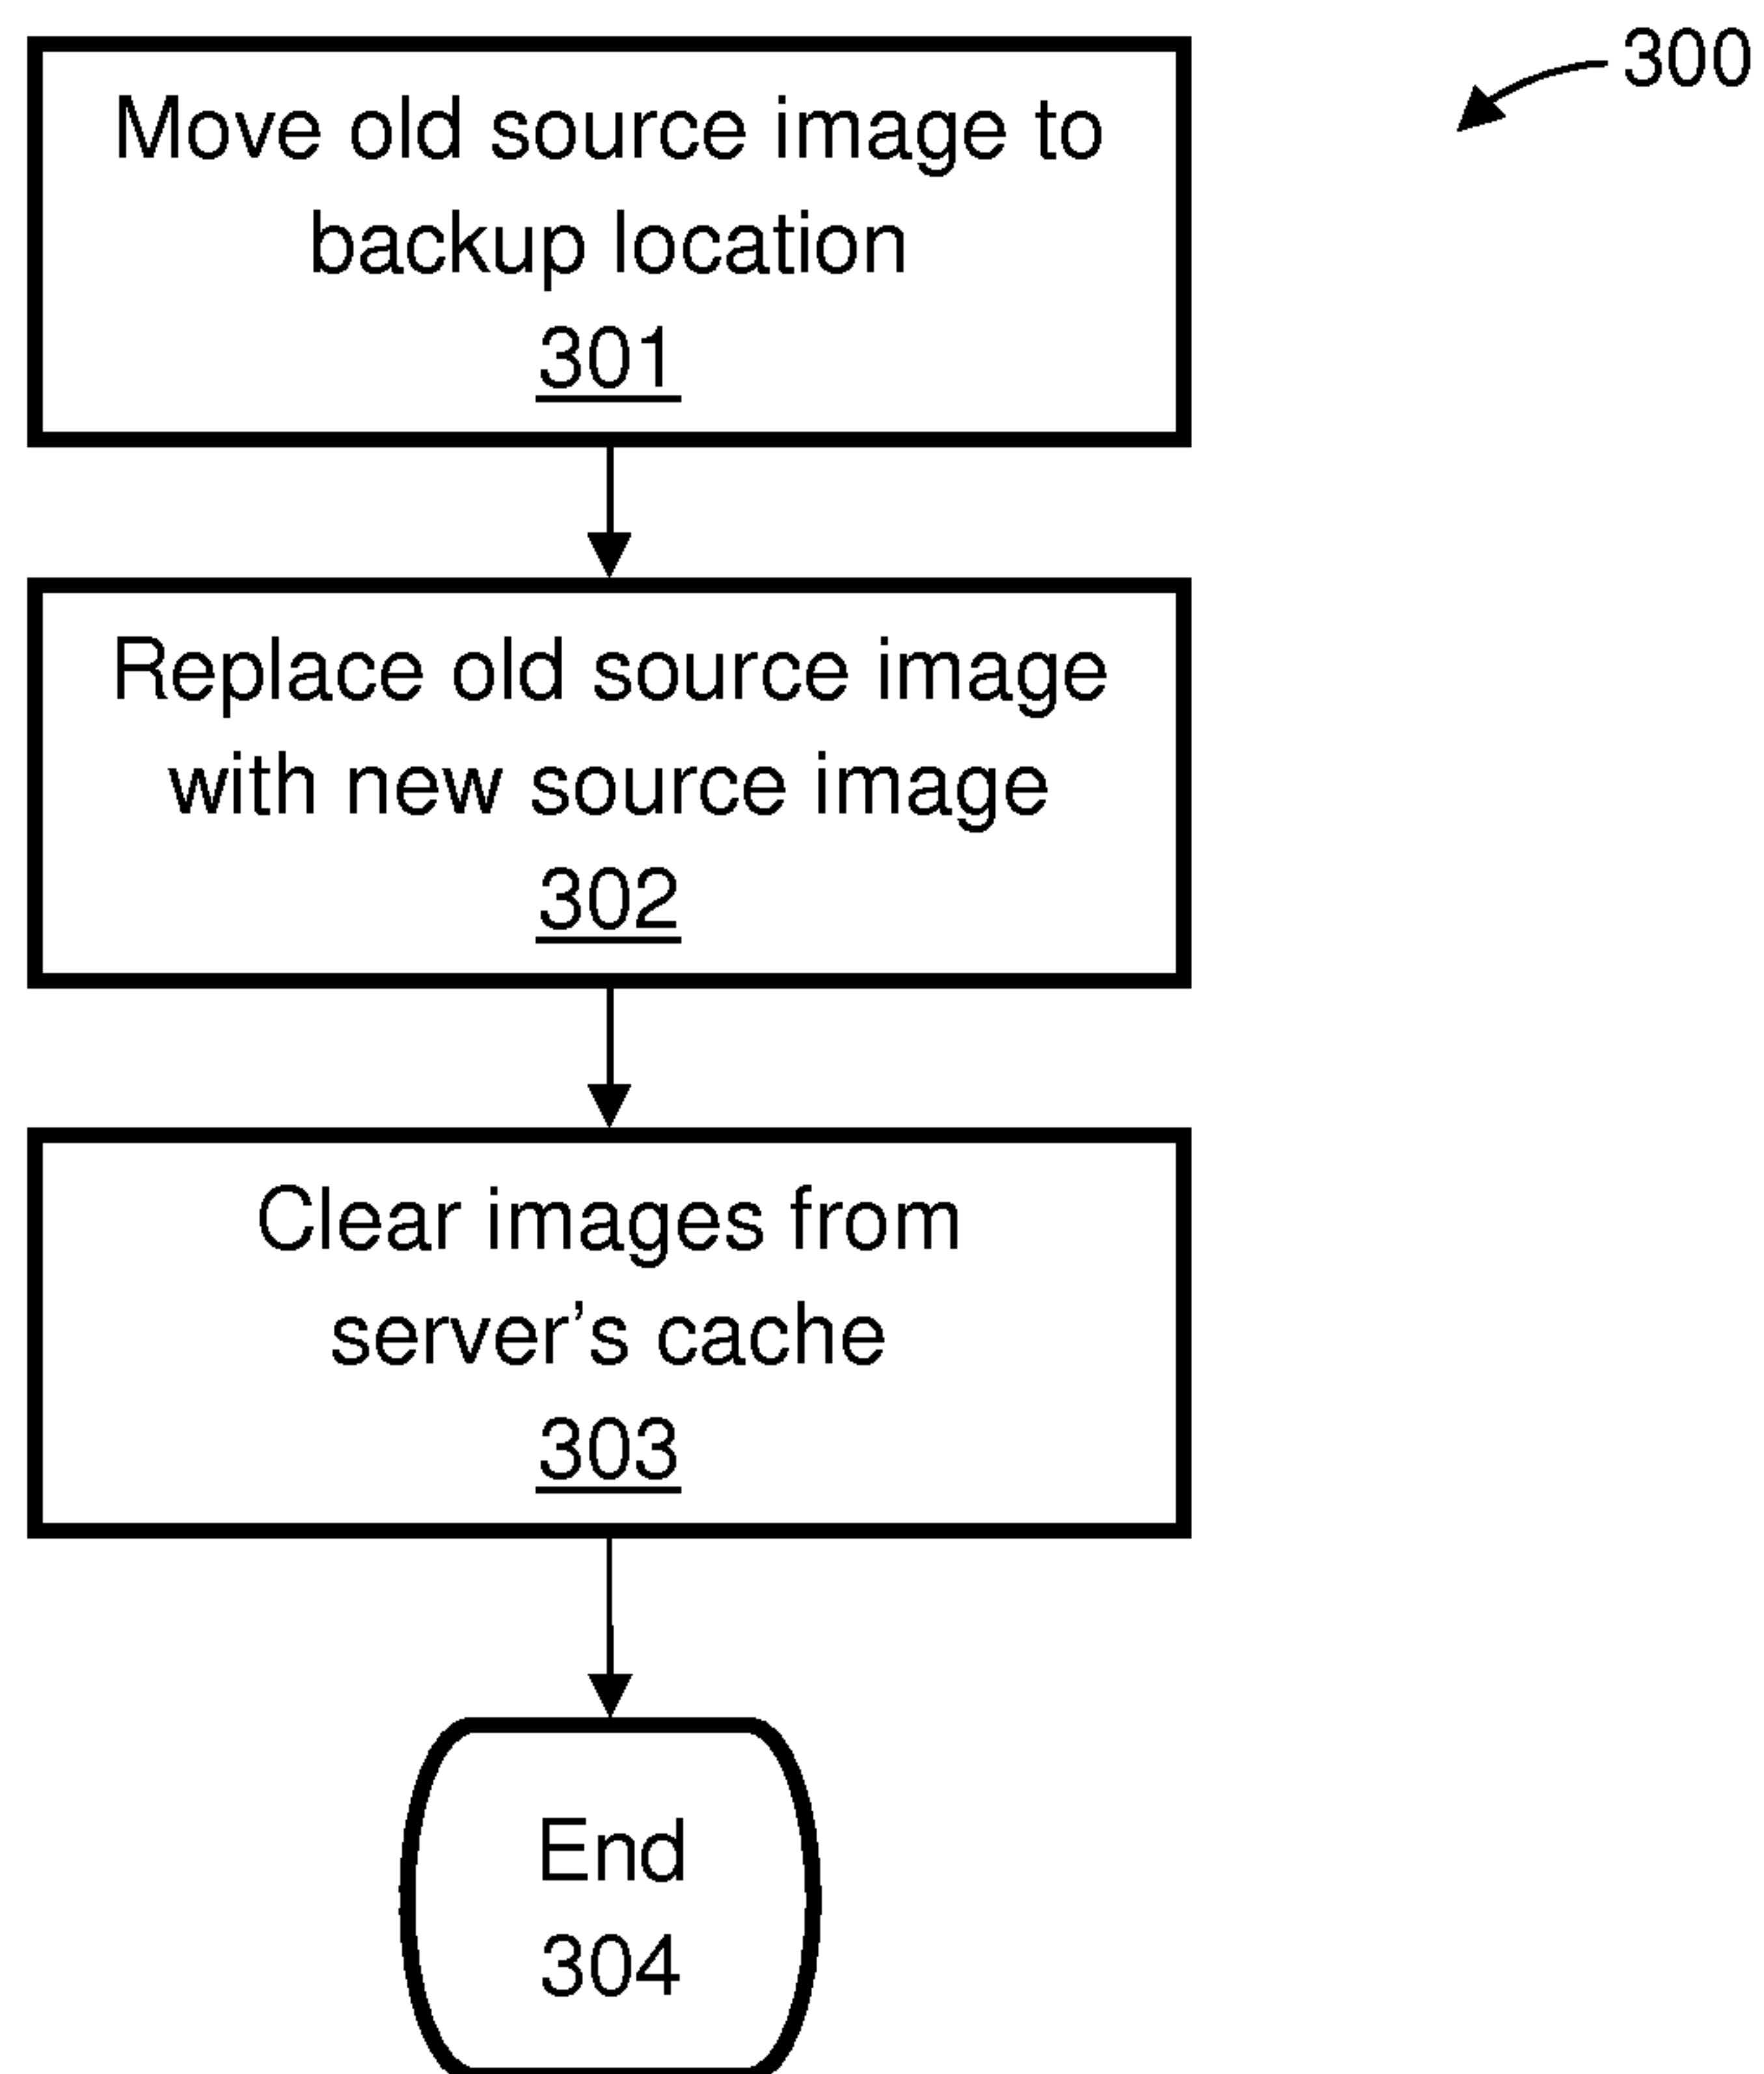 300
Move old source image to
backup location
301
Replace old source image
with new source image
302
Clear images from
server's cache
303
End
304